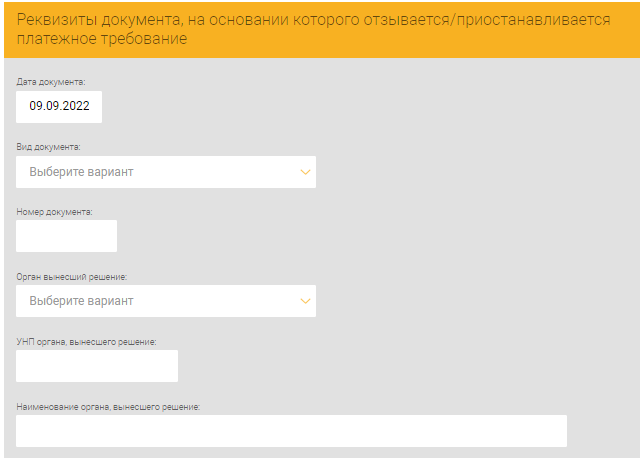 Реквизиты документа, на основании которого отзывается/приостанавливается
платежное требование
Дата документа:
09.09.2022
Вид документа:
Выберите вариант
Номер документа:
Орган вынесший решение:
Выберите вариант
УНП органа, вынесшего решение:
Наименование органа, вынесшего решение: